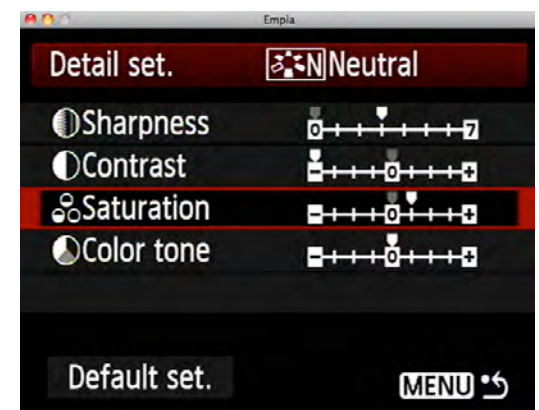 Empia
Detail set. N Neutral
Sharpness 0 7
Contrast - 0 +
Saturation - 0 +
Color tone - 0 +
Default set. MENU